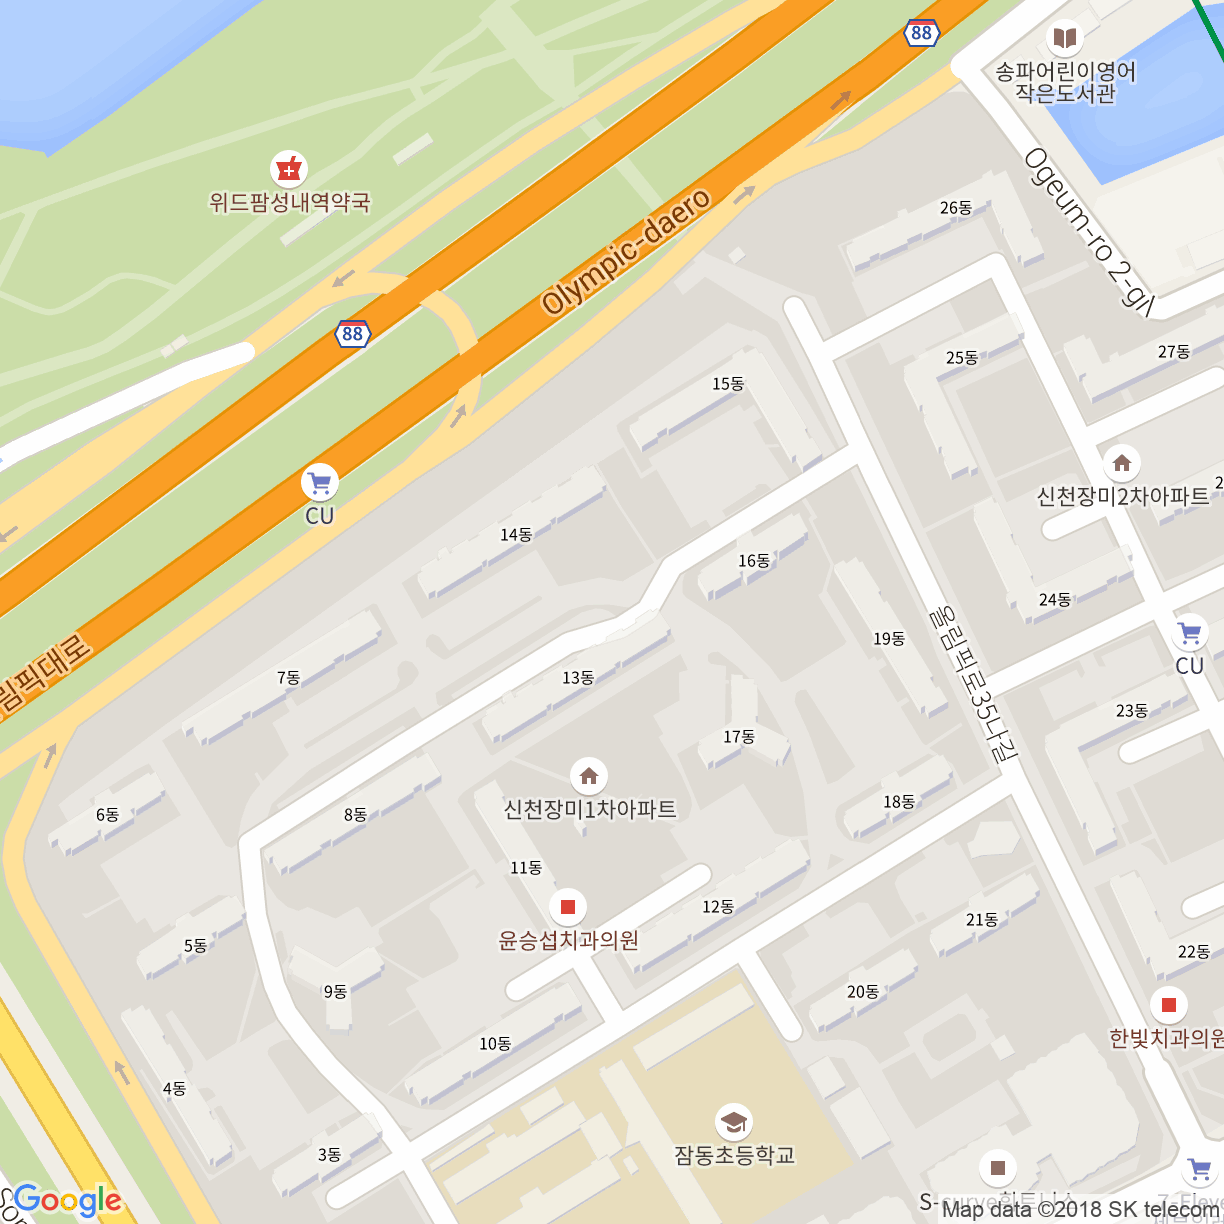 88
송파어린이영어
작은도서관
위드팜성내역약국
Ogeum-ro 2-gil
26동
Olympic-daero
88
27동
25동
15동
신천장미2차아파트
CU
14동
16동
24동
19동
올림픽로35나길
CU
7동
13동
23동
17동
신천장미1차아파트
18동
6동
8동
11동
12동
21동
윤승섭치과의원
5동
22동
9동
20동
한빛치과의원
10동
4동
잠동초등학교
3동
Google
Map data ©2018 SK telecom